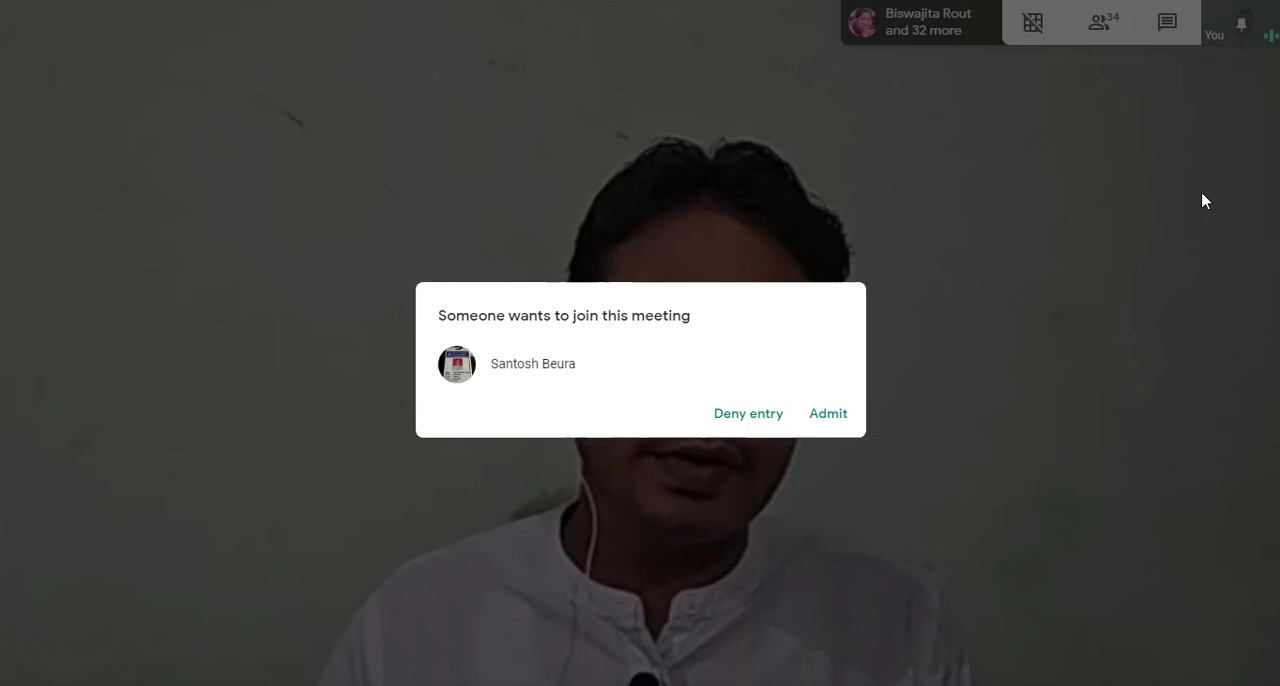 Biswajita Rout
and 32 more
34
You
Someone wants to join this meeting
Santosh Beura
Deny entry Admit